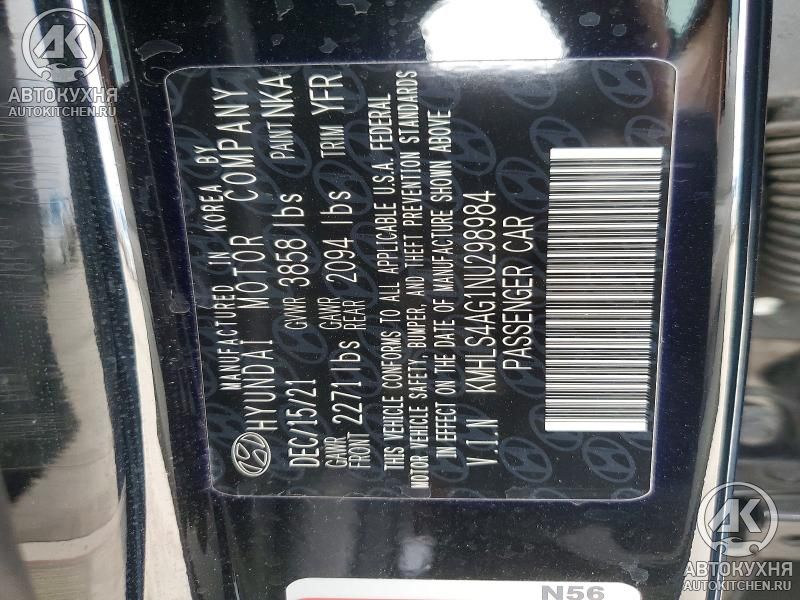 MANUFACTURED IN KOREA BY
HYUNDAI MOTOR COMPANY
DEC/15/21 GVWR 3858 lbs PAINT NKA
GAWR FRONT 2271 lbs GAWR REAR 2094 lbs TRIM YFR
THIS VEHICLE CONFORMS TO ALL APPLICABLE U.S.A. FEDERAL
MOTOR VEHICLE SAFETY, BUMPER, AND THEFT PREVENTION STANDARDS
IN EFFECT ON THE DATE OF MANUFACTURE SHOWN ABOVE
V.I.N KMHLS4AG1NU298984
PASSENGER CAR
N56
АК
АВТОКУХНЯ
AUTOKITCHEN.RU
АК
АВТОКУХНЯ
AUTOKITCHEN.RU